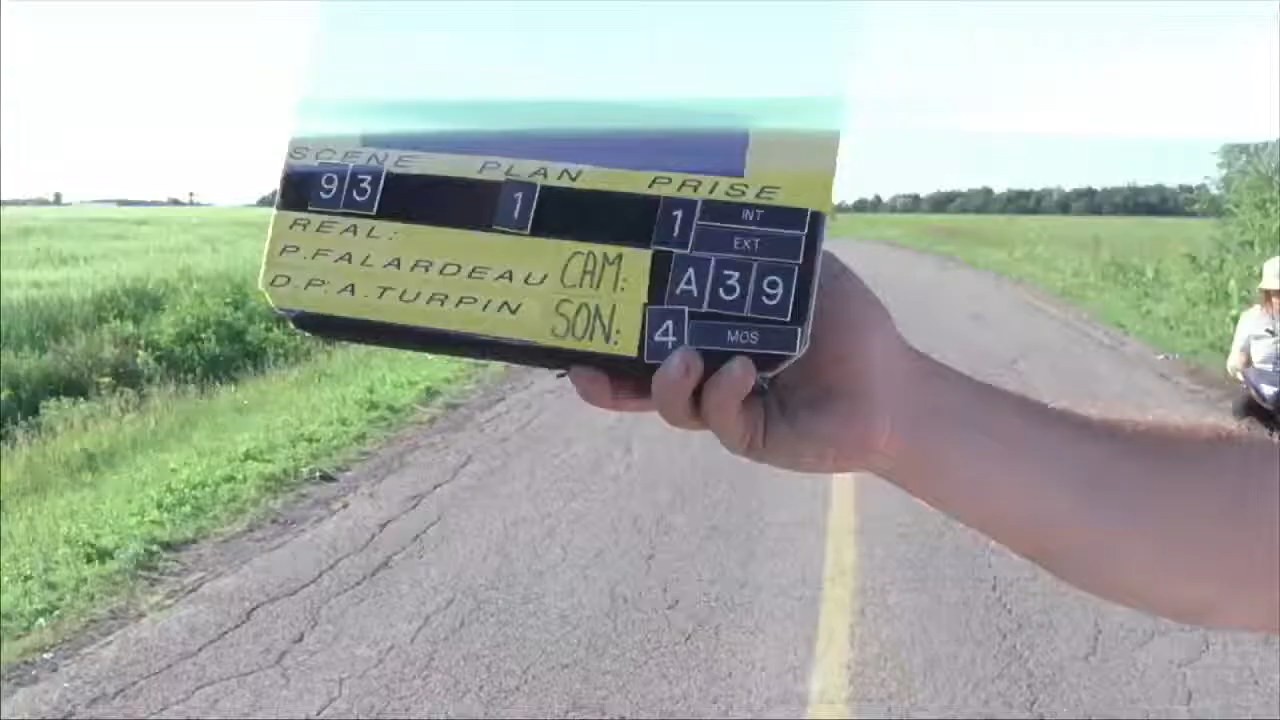 SCENE PLAN PRISE
93 1 1 INT
EXT
REAL:
P.FALARDEAU CAM: A39
D.P.A.TURPIN SON: 4 MOS